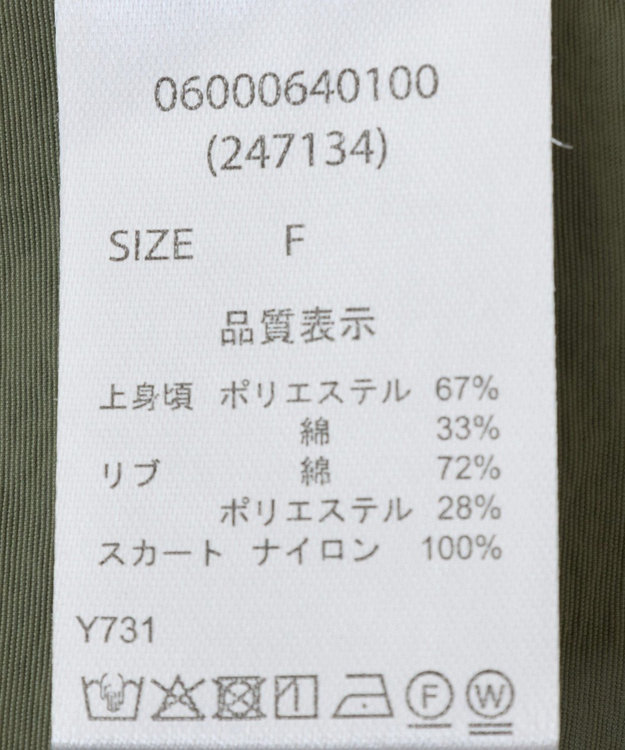 06000640100
(247134)
SIZE F
品質表示
上身頃 ポリエステル 67%
綿 33%
リブ 綿 72%
ポリエステル 28%
スカート ナイロン 100%
Y731
F W